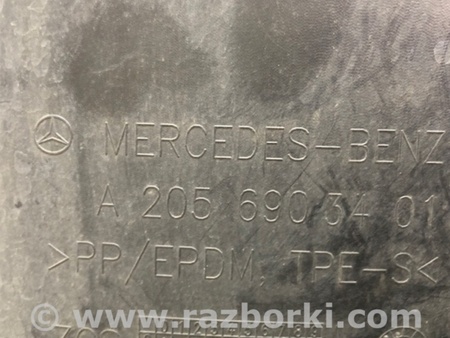 MERCEDES-BENZ
A 205 690 34 01
>PP/EPDM, TPE-S<
© www.razborki.com